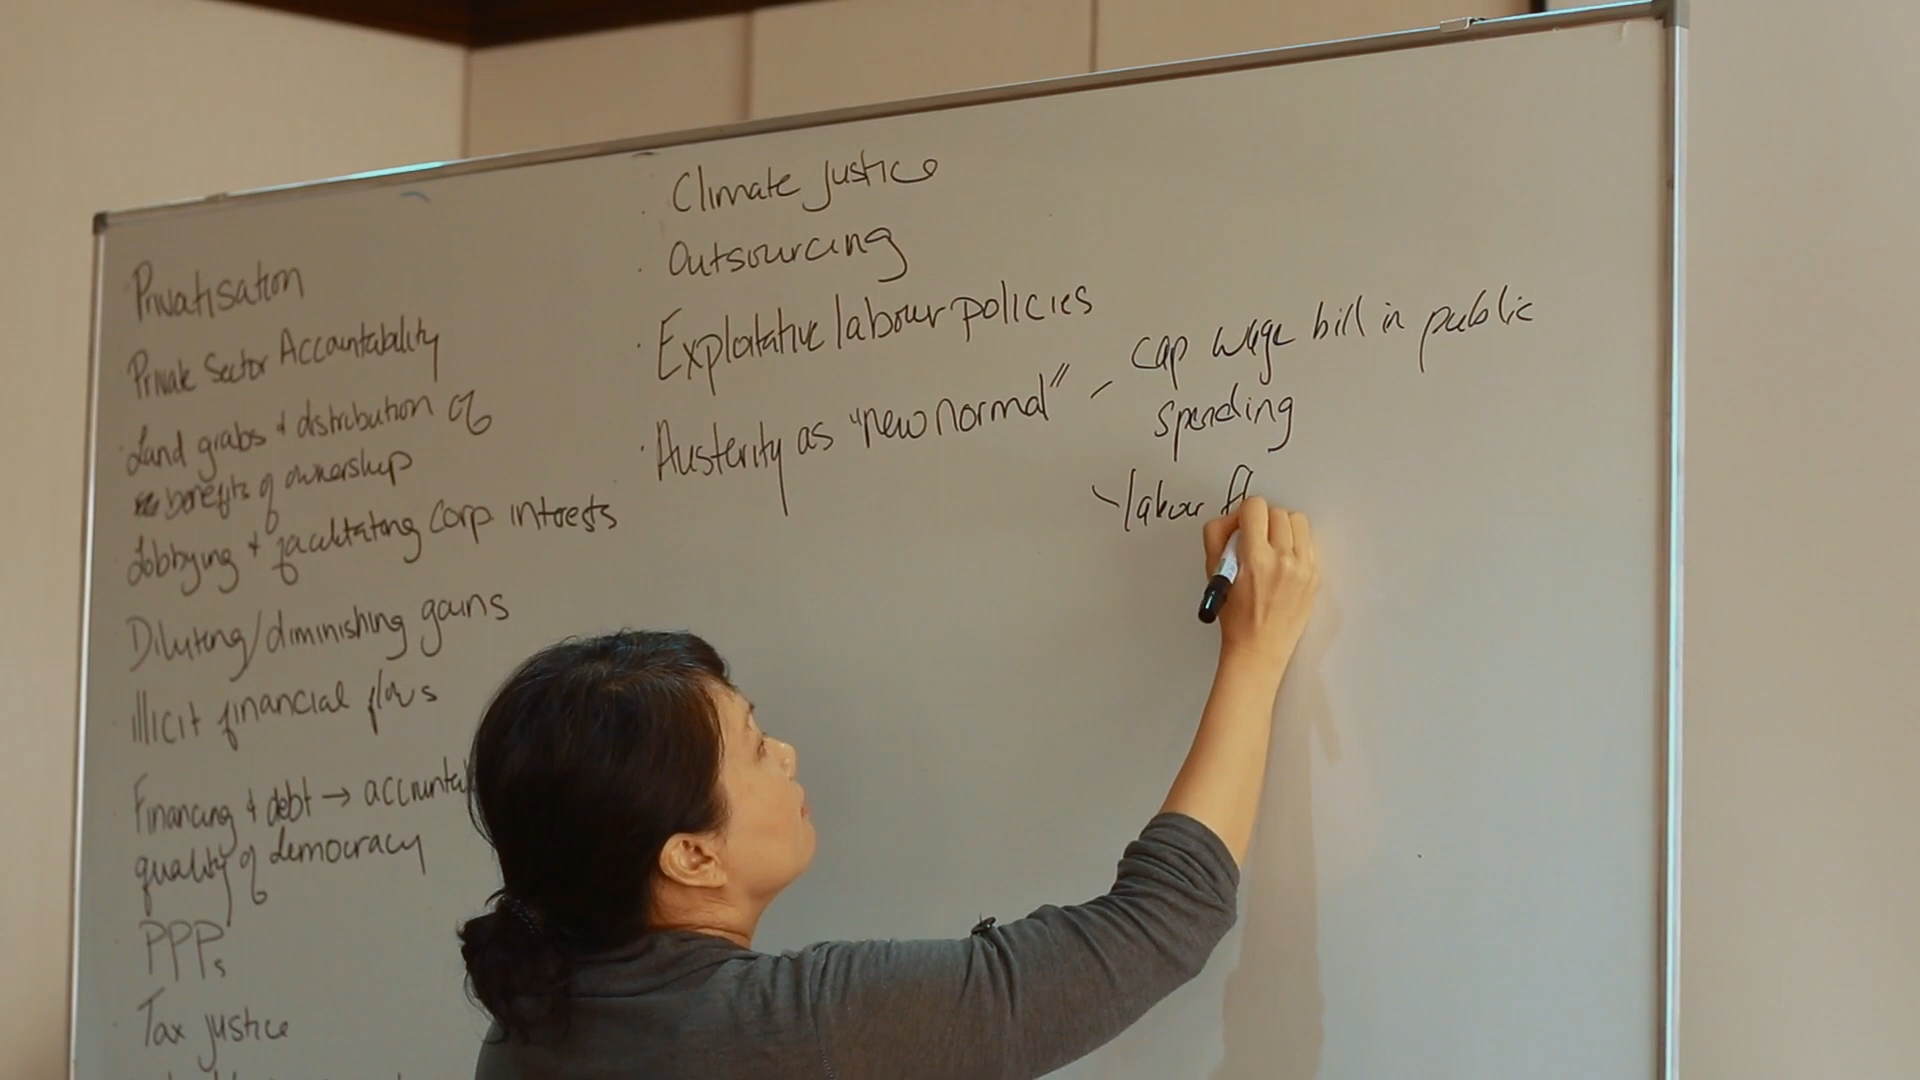 Privatisation
Private Sector Accountability
Land grabs & distribution of
benefits of ownership
Lobbying & facilitating corp interests
Diluting/diminishing gains
illicit financial flows
Financing & debt →
quality of democracy
PPPs
Tax justice
· Climate justice
· Outsourcing
· Exploitative labour policies
· Austerity as "new normal" – cap wage bill in public
spending
labour fl